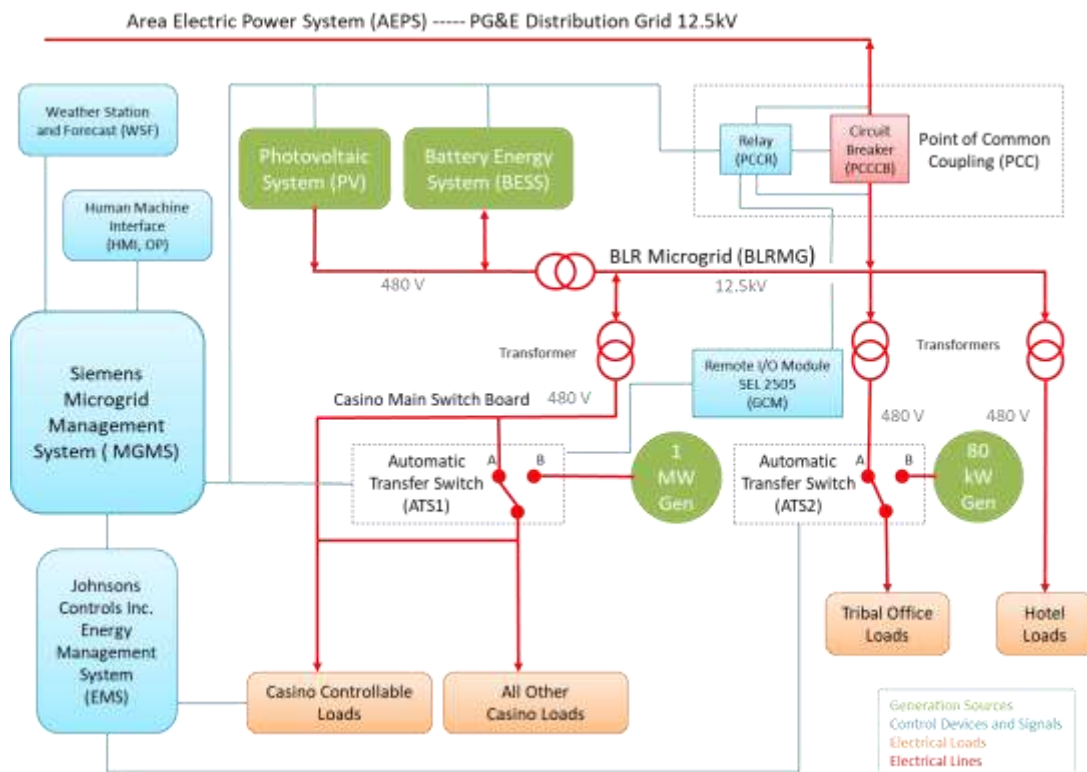 Area Electric Power System (AEPS) ----- PG&E Distribution Grid 12.5kV
Weather Station
and Forecast (WSF)
Human Machine
Interface
(HMI, OP)
Photovoltaic
System (PV)
Battery Energy
System (BESS)
Relay
(PCCR)
Circuit
Breaker
(PCCCB)
Point of Common
Coupling (PCC)
BLR Microgrid (BLRMG)
480 V
12.5kV
Siemens
Microgrid
Management
System ( MGMS)
Transformer
Transformers
Remote I/O Module
SEL 2505
(GCM)
Casino Main Switch Board
480 V
480 V
480 V
Automatic
Transfer Switch
(ATS1)
A
B
1
MW
Gen
Automatic
Transfer Switch
(ATS2)
A
B
80
kW
Gen
Johnsons
Controls Inc.
Energy
Management
System
(EMS)
Tribal Office
Loads
Hotel
Loads
Casino Controllable
Loads
All Other
Casino Loads
Generation Sources
Control Devices and Signals
Electrical Loads
Electrical Lines